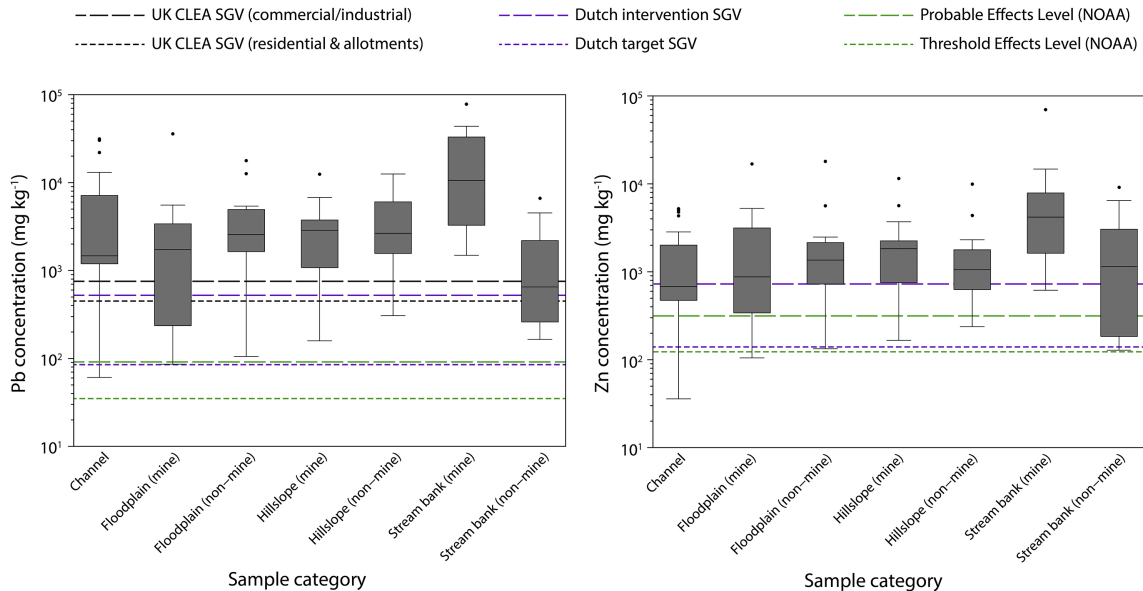 UK CLEA SGV (commercial/industrial)
Dutch intervention SGV
Probable Effects Level (NOAA)
UK CLEA SGV (residential & allotments)
Dutch target SGV
Threshold Effects Level (NOAA)
Pb concentration (mg kg⁻¹)
10⁵
10⁴
10³
10²
10¹
Channel
Floodplain (mine)
Floodplain (non–mine)
Hillslope (mine)
Hillslope (non–mine)
Stream bank (mine)
Stream bank (non–mine)
Sample category
Zn concentration (mg kg⁻¹)
10⁵
10⁴
10³
10²
10¹
Channel
Floodplain (mine)
Floodplain (non–mine)
Hillslope (mine)
Hillslope (non–mine)
Stream bank (mine)
Stream bank (non–mine)
Sample category